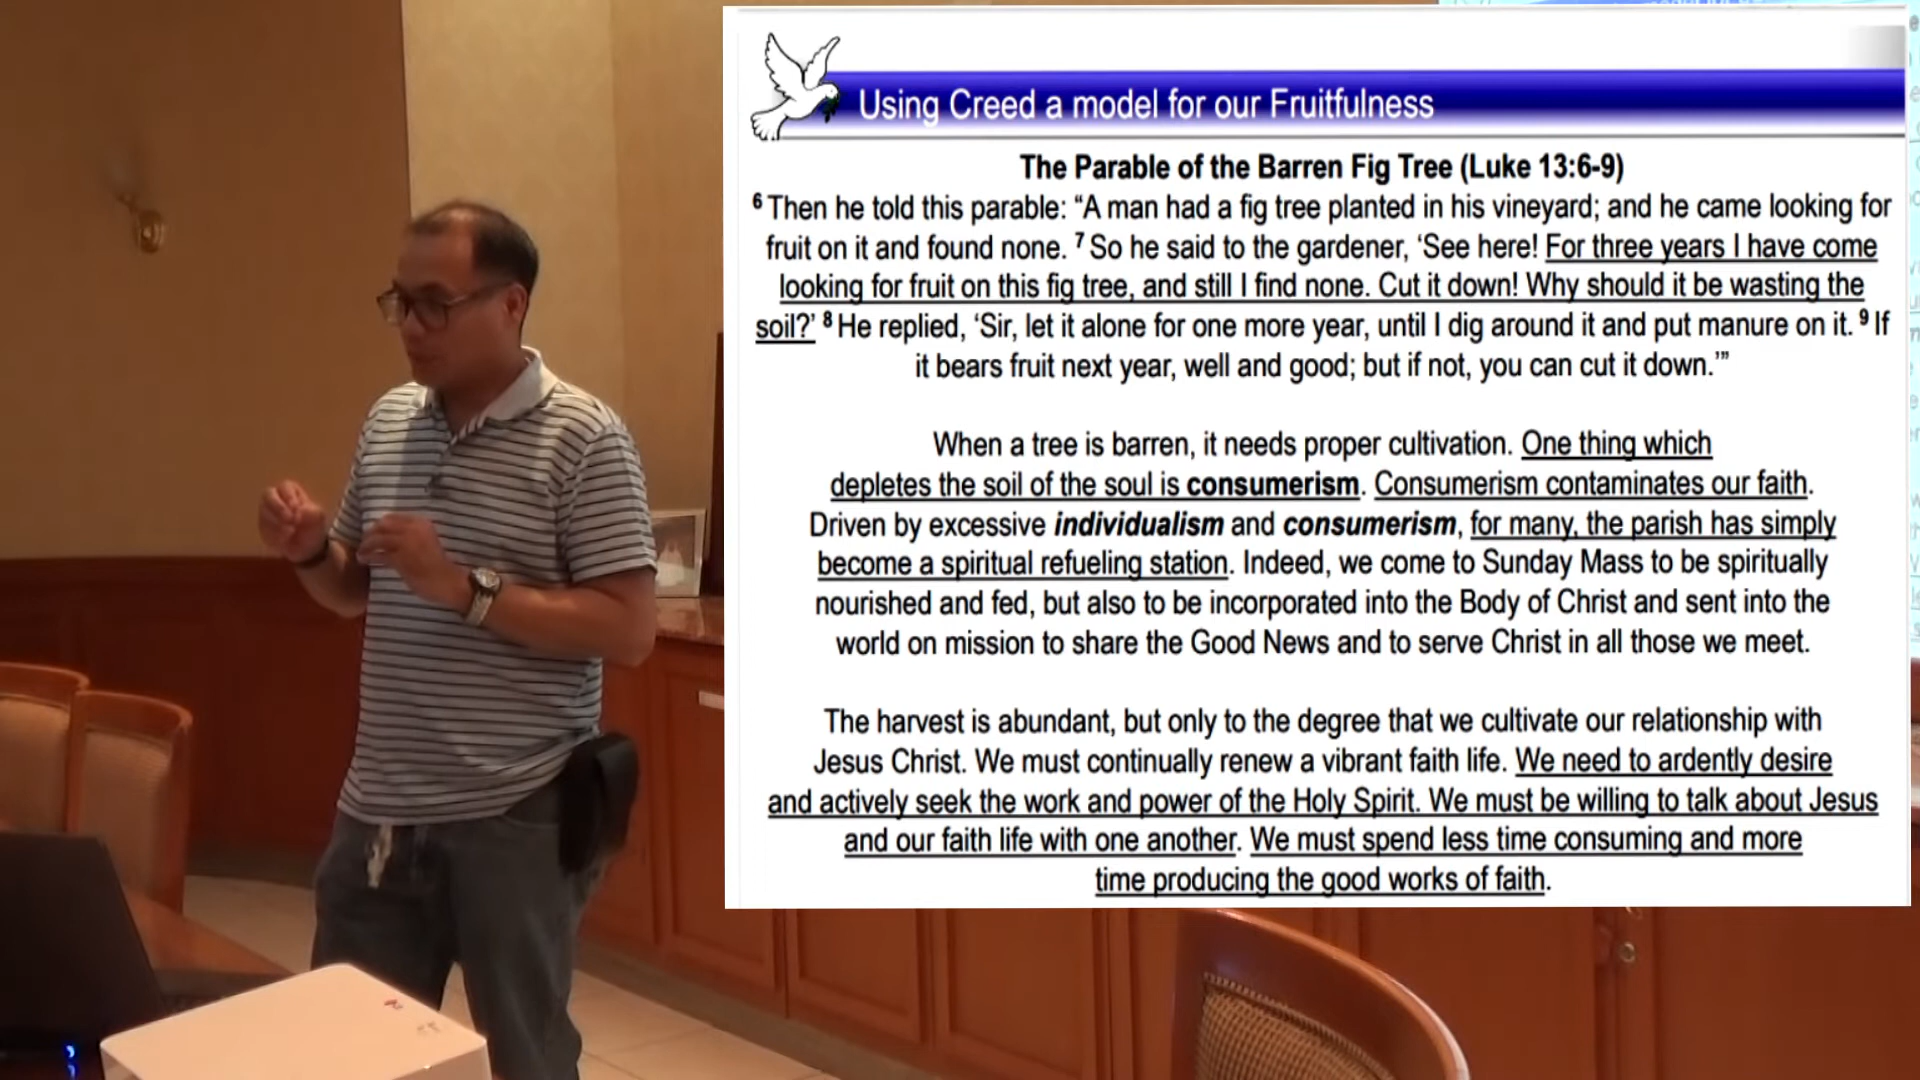 Using Creed a model for our Fruitfulness
The Parable of the Barren Fig Tree (Luke 13:6-9)
6 Then he told this parable: “A man had a fig tree planted in his vineyard; and he came looking for
fruit on it and found none. 7 So he said to the gardener, ‘See here! For three years I have come
looking for fruit on this fig tree, and still I find none. Cut it down! Why should it be wasting the
soil?’ 8 He replied, ‘Sir, let it alone for one more year, until I dig around it and put manure on it. 9 If
it bears fruit next year, well and good; but if not, you can cut it down.’”
When a tree is barren, it needs proper cultivation. One thing which
depletes the soil of the soul is consumerism. Consumerism contaminates our faith.
Driven by excessive individualism and consumerism, for many, the parish has simply
become a spiritual refueling station. Indeed, we come to Sunday Mass to be spiritually
nourished and fed, but also to be incorporated into the Body of Christ and sent into the
world on mission to share the Good News and to serve Christ in all those we meet.
The harvest is abundant, but only to the degree that we cultivate our relationship with
Jesus Christ. We must continually renew a vibrant faith life. We need to ardently desire
and actively seek the work and power of the Holy Spirit. We must be willing to talk about Jesus
and our faith life with one another. We must spend less time consuming and more
time producing the good works of faith.